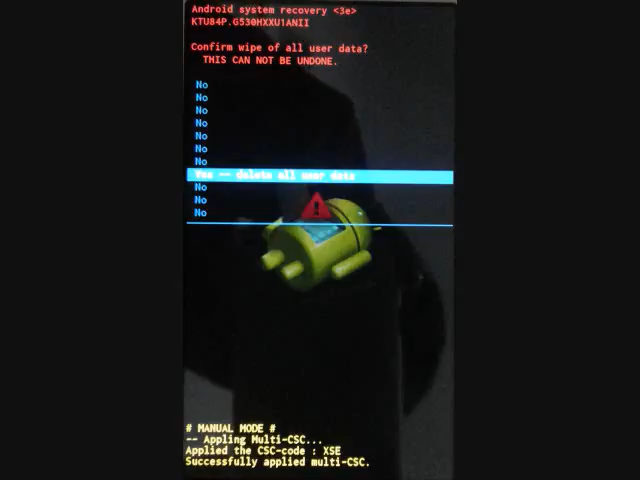 Android system recovery <3e>
KTU84P.G530HXXU1ANII
Confirm wipe of all user data?
THIS CAN NOT BE UNDONE.
No
No
No
No
No
No
No
Yes -- delete all user data
No
No
No
# MANUAL MODE #
-- Appling Multi-CSC...
Applied the CSC-code : XSE
Successfully applied multi-CSC.